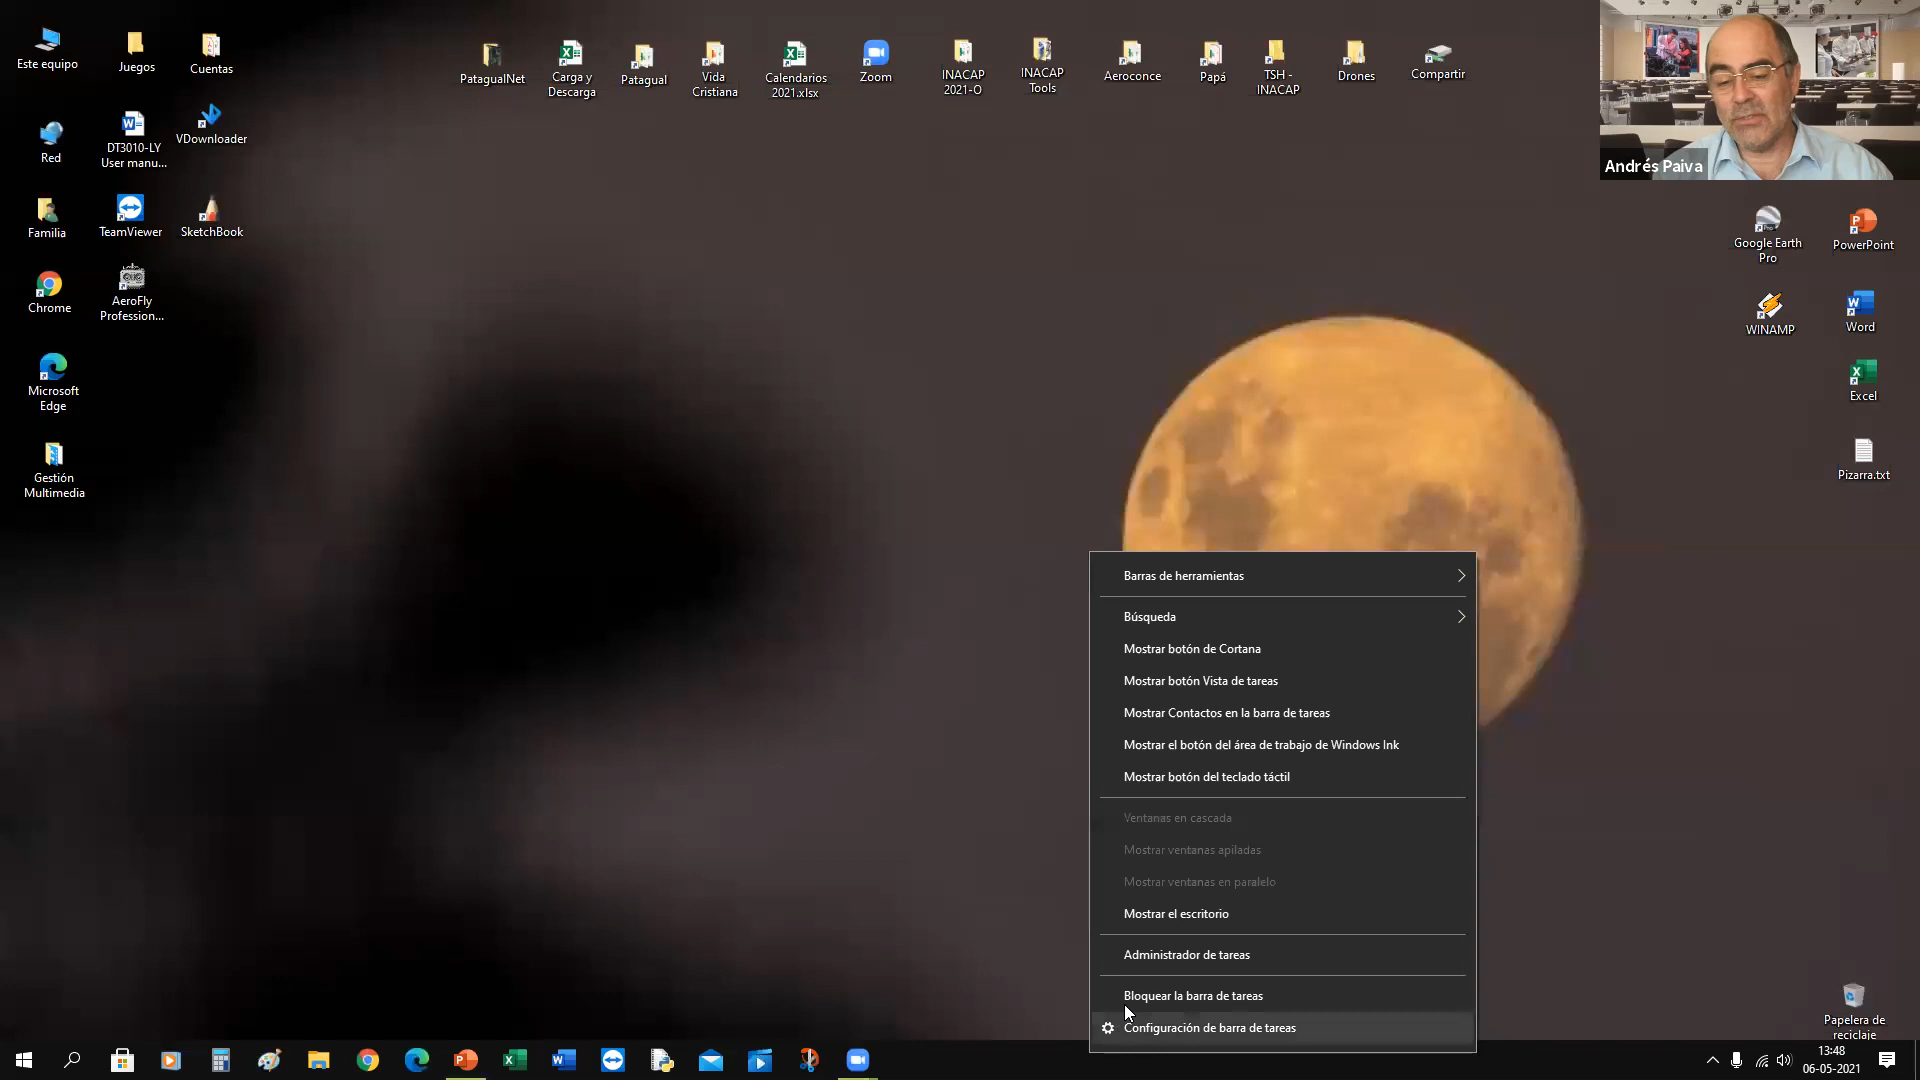 Este equipo
Juegos
Cuentas
PatagualNet
Carga y
Descarga
Patagual
Vida
Cristiana
Calendarios
2021.xlsx
Zoom
INACAP
2021-O
INACAP
Tools
Aeroconce
Papá
TSH -
INACAP
Drones
Compartir
Andrés Paiva
Red
DT3010-LY
User manu...
VDownloader
Familia
TeamViewer
SketchBook
Chrome
AeroFly
Profession...
Microsoft
Edge
Gestión
Multimedia
Google Earth
Pro
PowerPoint
WINAMP
Word
Excel
Pizarra.txt
Barras de herramientas
Búsqueda
Mostrar botón de Cortana
Mostrar botón Vista de tareas
Mostrar Contactos en la barra de tareas
Mostrar el botón del área de trabajo de Windows Ink
Mostrar botón del teclado táctil
Ventanas en cascada
Mostrar ventanas apiladas
Mostrar ventanas en paralelo
Mostrar el escritorio
Administrador de tareas
Bloquear la barra de tareas
Configuración de barra de tareas
Papelera de
reciclaje
13:48
06-05-2021